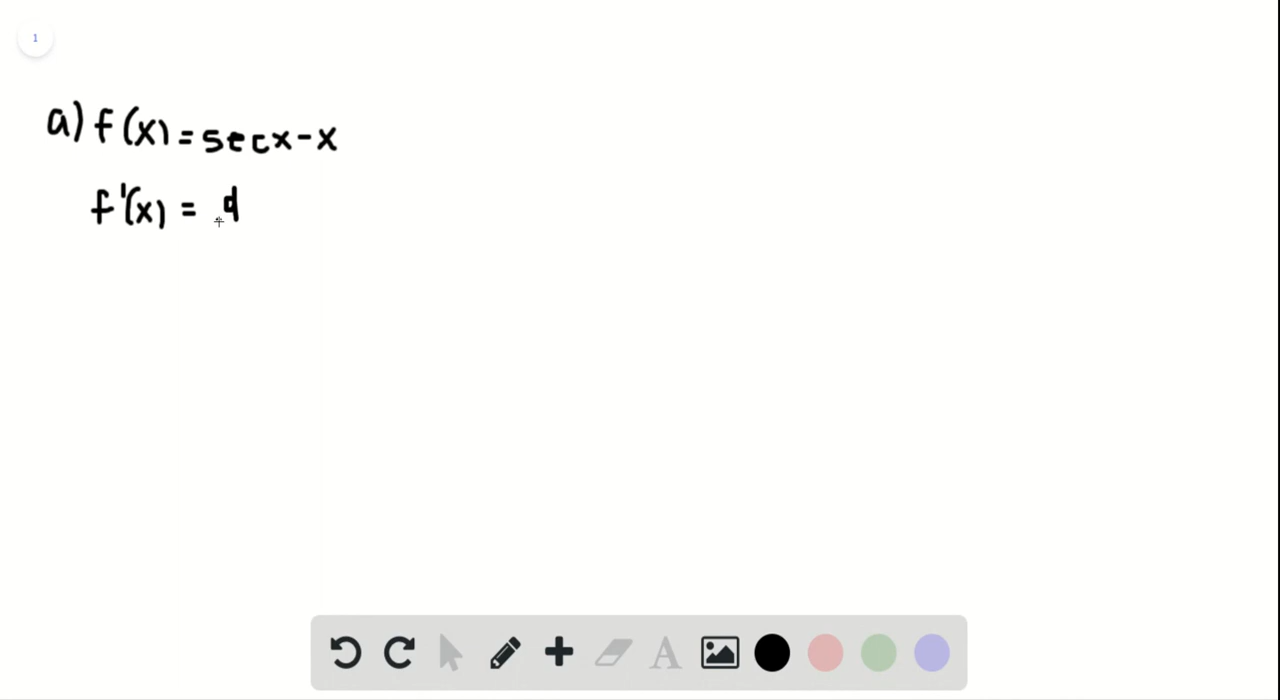 1
a) f(x) = secx - x
f'(x) = d
A